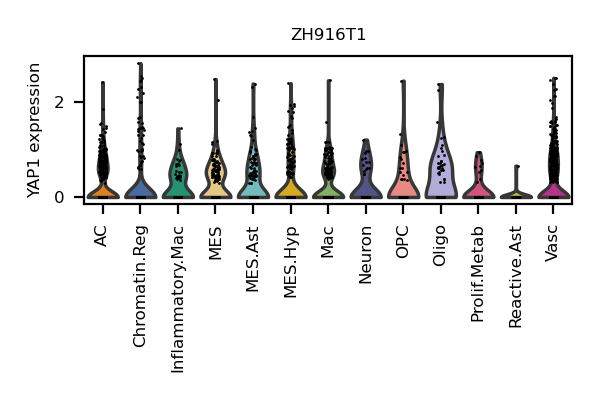 ZH916T1
YAP1 expression
2
0
AC
Chromatin.Reg
Inflammatory.Mac
MES
MES.Ast
MES.Hyp
Mac
Neuron
OPC
Oligo
Prolif.Metab
Reactive.Ast
Vasc